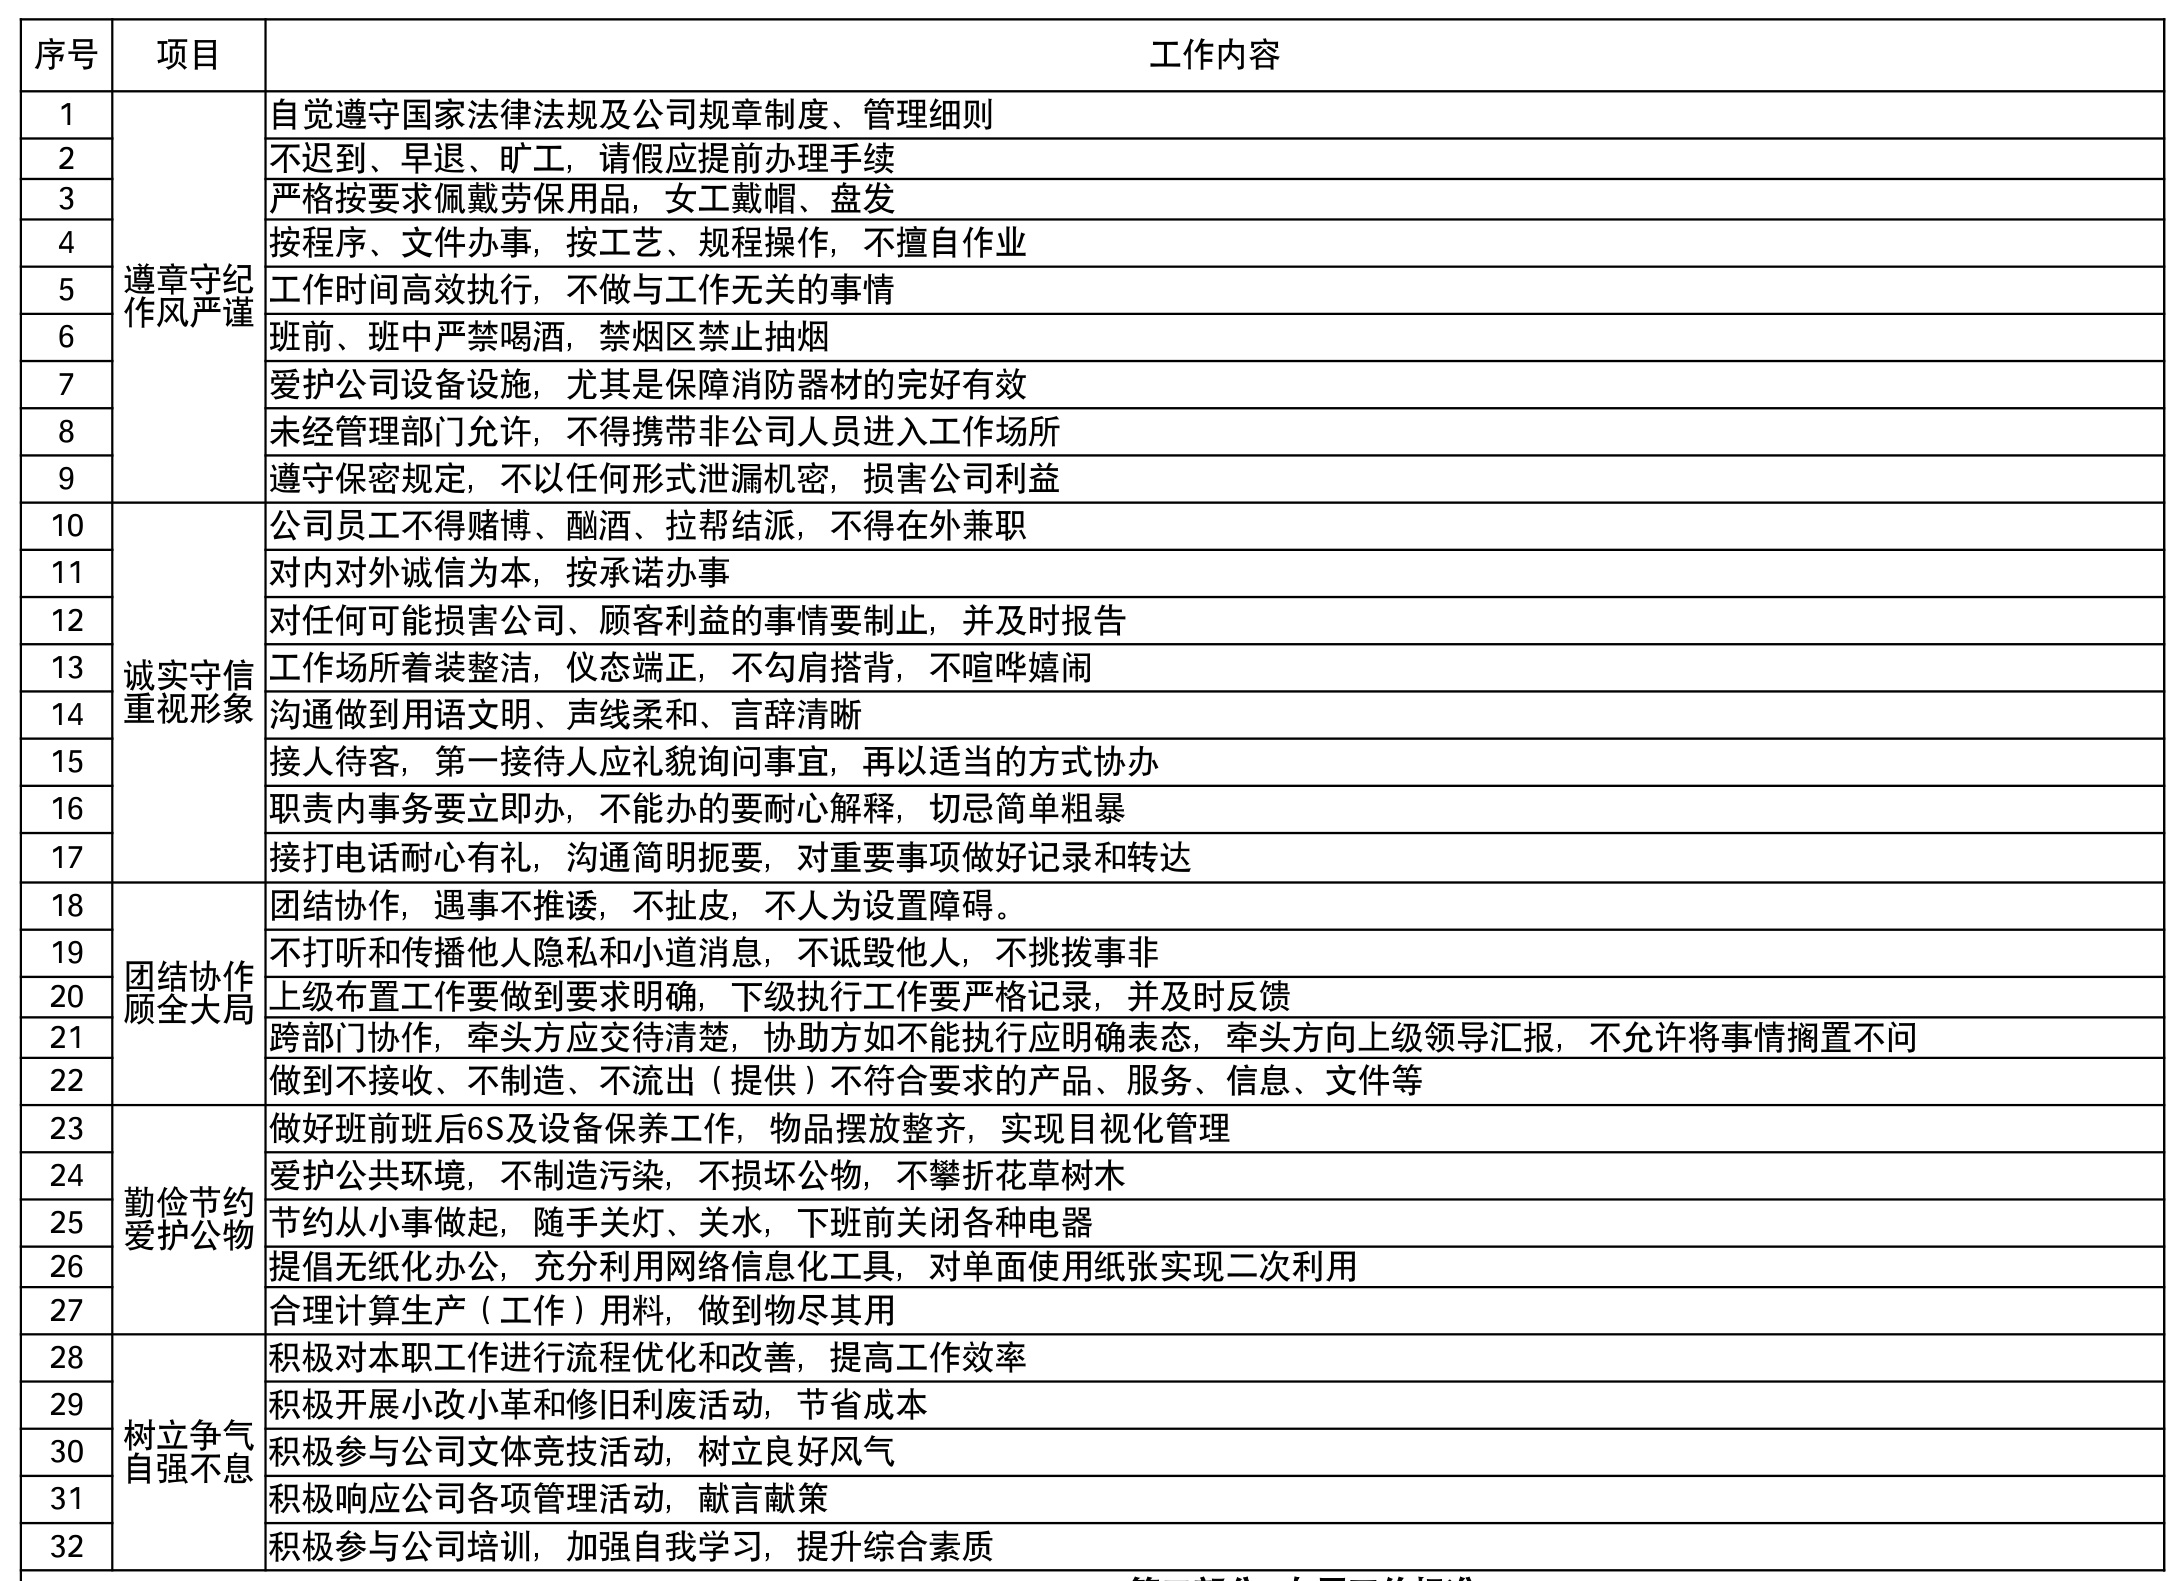 序号 项目 工作内容
1 自觉遵守国家法律法规及公司规章制度、管理细则
2 不迟到、早退、旷工，请假应提前办理手续
3 严格按要求佩戴劳保用品，女工戴帽、盘发
4 按程序、文件办事，按工艺、规程操作，不擅自作业
遵章守纪
作风严谨
5 工作时间高效执行，不做与工作无关的事情
6 班前、班中严禁喝酒，禁烟区禁止抽烟
7 爱护公司设备设施，尤其是保障消防器材的完好有效
8 未经管理部门允许，不得携带非公司人员进入工作场所
9 遵守保密规定，不以任何形式泄漏机密，损害公司利益
10 公司员工不得赌博、酗酒、拉帮结派，不得在外兼职
11 对内对外诚信为本，按承诺办事
12 对任何可能损害公司、顾客利益的事情要制止，并及时报告
13 工作场所着装整洁，仪态端正，不勾肩搭背，不喧哗嬉闹
诚实守信
重视形象
14 沟通做到用语文明、声线柔和、言辞清晰
15 接人待客，第一接待人应礼貌询问事宜，再以适当的方式协办
16 职责内事务要立即办，不能办的要耐心解释，切忌简单粗暴
17 接打电话耐心有礼，沟通简明扼要，对重要事项做好记录和转达
18 团结协作，遇事不推诿，不扯皮，不人为设置障碍。
19 不打听和传播他人隐私和小道消息，不诋毁他人，不挑拨事非
团结协作
顾全大局
20 上级布置工作要做到要求明确，下级执行工作要严格记录，并及时反馈
21 跨部门协作，牵头方应交待清楚，协助方如不能执行应明确表态，牵头方向上级领导汇报，不允许将事情搁置不问
22 做到不接收、不制造、不流出（提供）不符合要求的产品、服务、信息、文件等
23 做好班前班后6S及设备保养工作，物品摆放整齐，实现目视化管理
24 爱护公共环境，不制造污染，不损坏公物，不攀折花草树木
勤俭节约
爱护公物
25 节约从小事做起，随手关灯、关水，下班前关闭各种电器
26 提倡无纸化办公，充分利用网络信息化工具，对单面使用纸张实现二次利用
27 合理计算生产（工作）用料，做到物尽其用
28 积极对本职工作进行流程优化和改善，提高工作效率
29 积极开展小改小革和修旧利废活动，节省成本
树立争气
自强不息
30 积极参与公司文体竞技活动，树立良好风气
31 积极响应公司各项管理活动，献言献策
32 积极参与公司培训，加强自我学习，提升综合素质